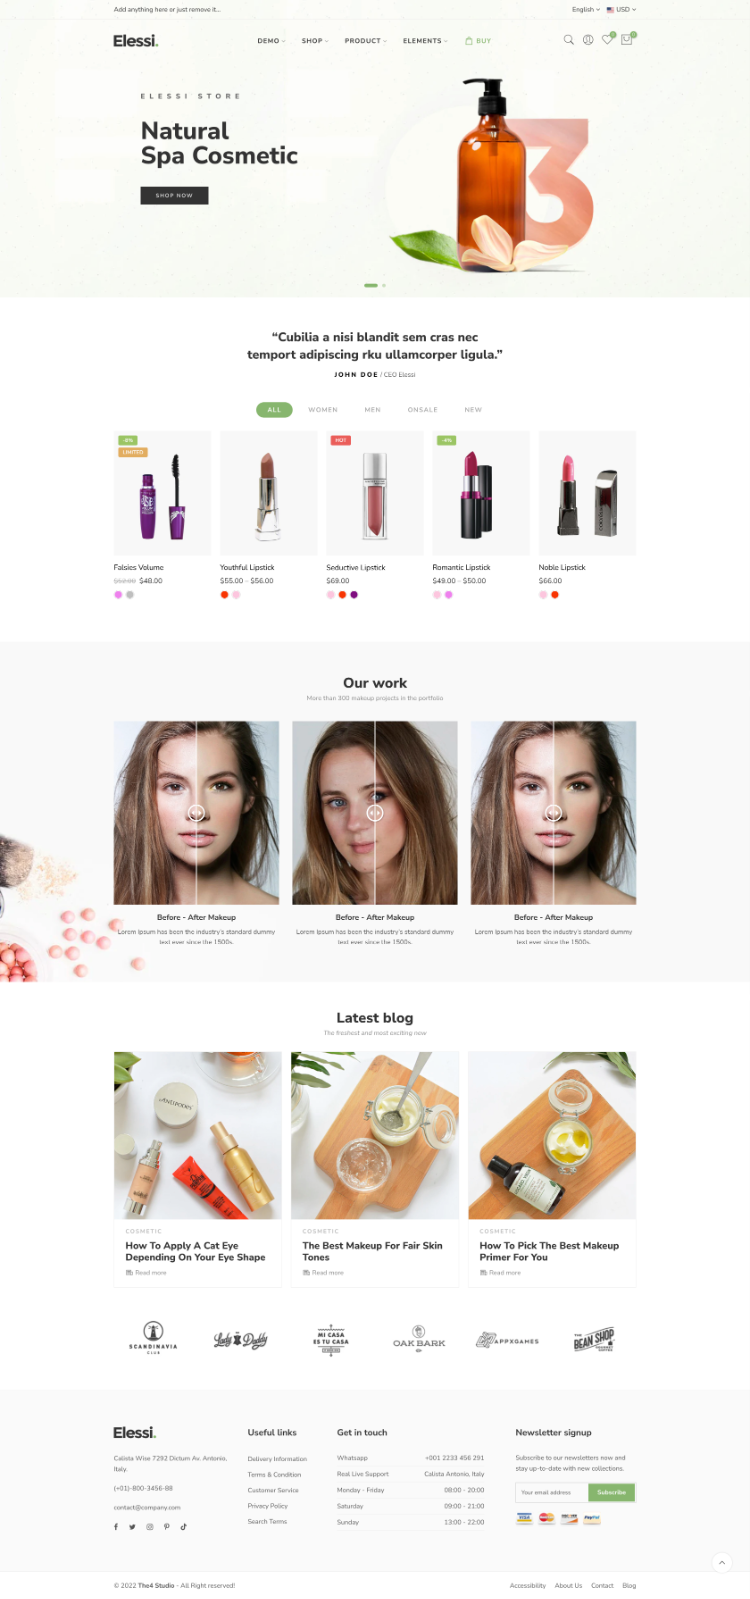 Add anything here or just remove it...
English
USD
Elessi.
DEMO
SHOP
PRODUCT
ELEMENTS
BUY
ELESSI STORE
Natural
Spa Cosmetic
SHOP NOW
03
“Cubilia a nisi blandit sem cras nec
temport adipiscing rku ullamcorper ligula.”
JOHN DOE / CEO Elessi
ALL
WOMEN
MEN
ONSALE
NEW
LIMITED
HOT
-4%
Falsies Volume
$48.00
Youthful Lipstick
$55.00 – $56.00
Seductive Lipstick
$69.00
Romantic Lipstick
$49.00 – $50.00
Noble Lipstick
$66.00
Our work
More than 300 makeup projects in the portfolio
Before - After Makeup
Lorem Ipsum has been the industry's standard dummy
text ever since the 1500s.
Before - After Makeup
Lorem Ipsum has been the industry's standard dummy
text ever since the 1500s.
Before - After Makeup
Lorem Ipsum has been the industry's standard dummy
text ever since the 1500s.
Latest blog
The freshest and most exciting new
ANTIPODES
COSMETIC
How To Apply A Cat Eye
Depending On Your Eye Shape
Read more
COSMETIC
The Best Makeup For Fair Skin
Tones
Read more
COSMETIC
How To Pick The Best Makeup
Primer For You
Read more
SCANDINAVIA
CLUB
Lady & Daddy
MI CASA
ES TU CASA
OAK BARK
APPXGAMES
THE
BEAN SHOP
Elessi.
Calista Wise 7292 Dictum Av. Antonio,
Italy.
(+01)-800-3456-88
contact@company.com
Useful links
Delivery Information
Terms & Condition
Customer Service
Privacy Policy
Search Terms
Get in touch
Whatsapp +001 2233 456 291
Real Live Support Calista Antonio, Italy
Monday - Friday 08:00 - 20:00
Saturday 09:00 - 21:00
Sunday 13:00 - 22:00
Newsletter signup
Subscribe to our newsletters now and
stay up-to-date with new collections.
Your email address
Subscribe
VISA
PayPal
© 2022 The4 Studio - All Right reserved!
Accessibility
About Us
Contact
Blog